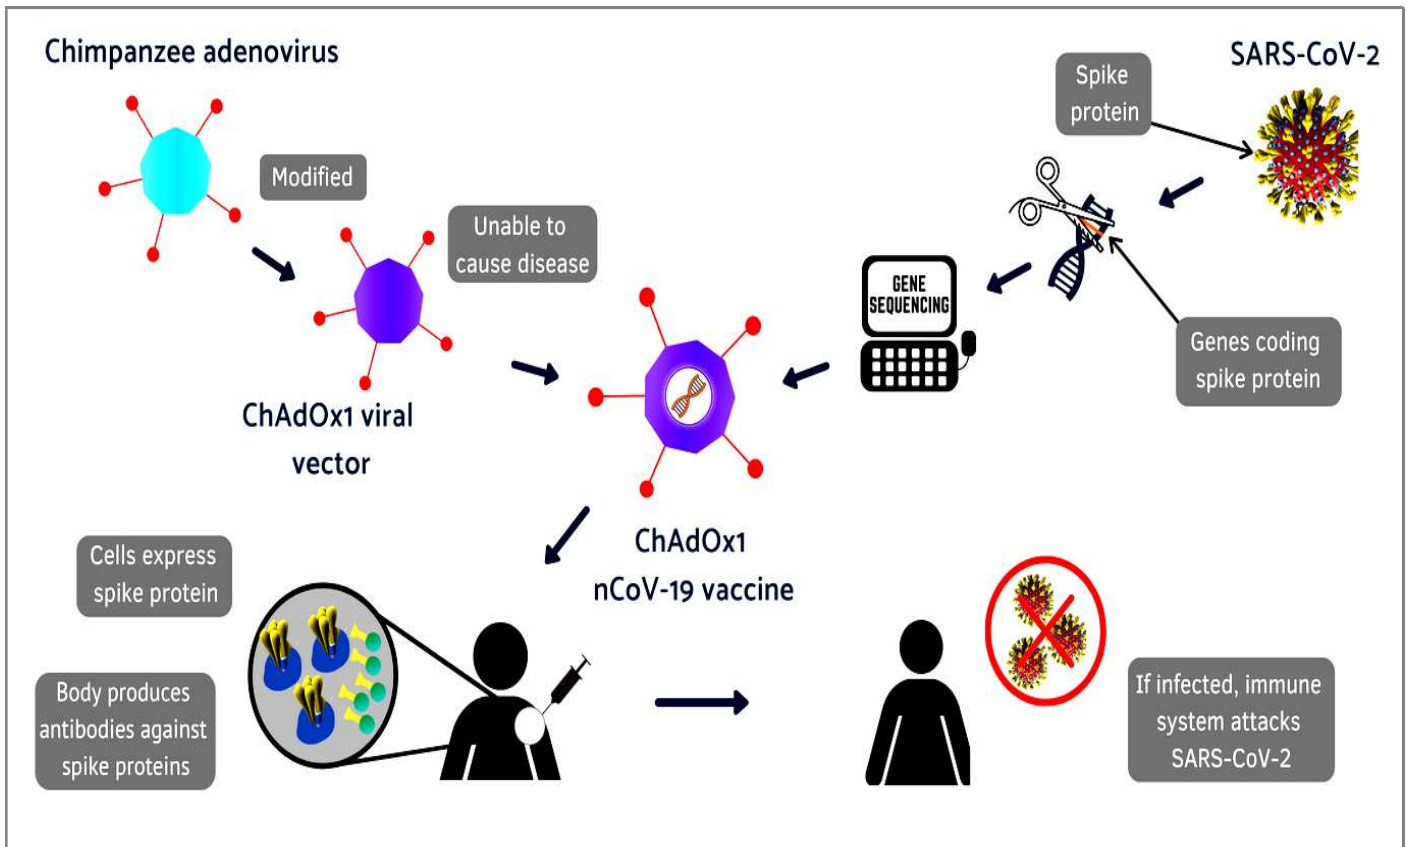 Chimpanzee adenovirus
SARS-CoV-2
Spike
protein
Modified
Unable to
cause disease
GENE
SEQUENCING
Genes coding
spike protein
ChAdOx1 viral
vector
ChAdOx1
nCoV-19 vaccine
Cells express
spike protein
Body produces
antibodies against
spike proteins
If infected, immune
system attacks
SARS-CoV-2